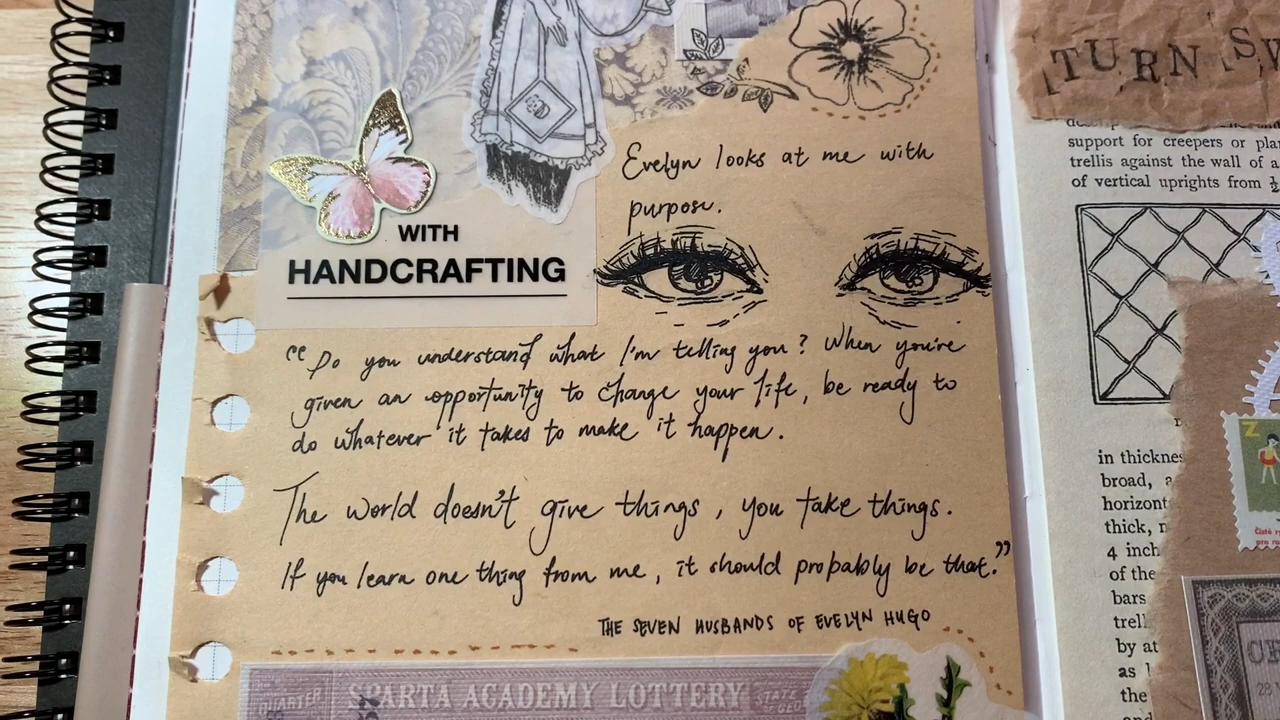 Evelyn looks at me with
purpose.
WITH
HANDCRAFTING
“Do you understand what I'm telling you? When you're
given an opportunity to change your life, be ready to
do whatever it takes to make it happen.
The world doesn't give things, you take things.
If you learn one thing from me, it should probably be that.”
THE SEVEN HUSBANDS OF EVELYN HUGO
QUARTER SPARTA ACADEMY LOTTERY STATE
TURN
support for creepers or
trellis against the wall of a
of vertical uprights from
in
broad,
horizont
thick,
4 inch
of the
bars
trell
by at
as
the
Z